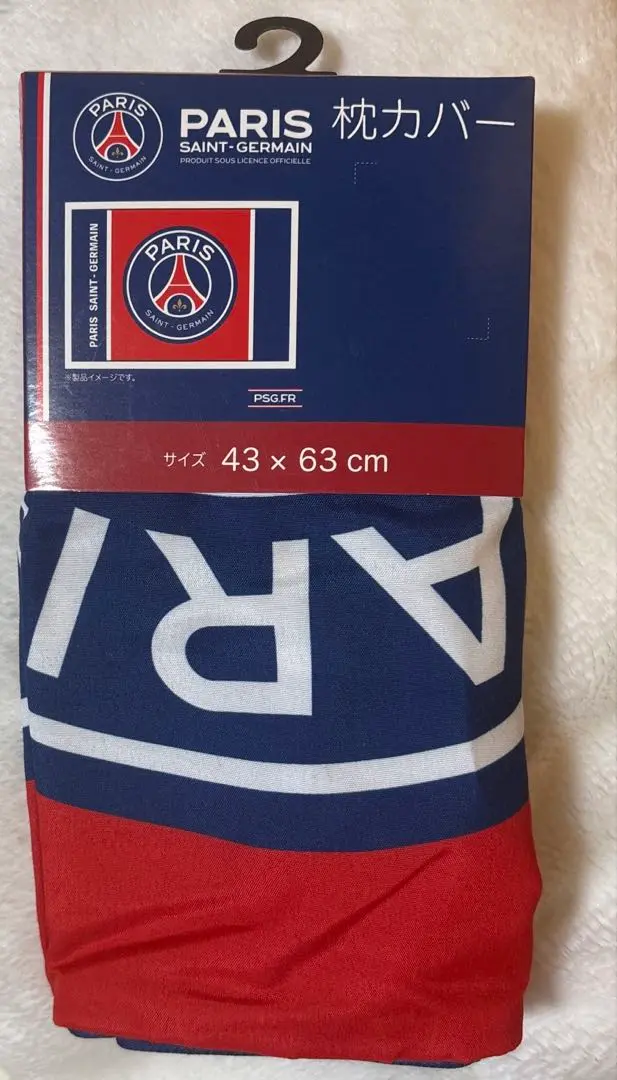 PARIS
SAINT-GERMAIN
PARIS
SAINT-GERMAIN
PRODUIT SOUS LICENCE OFFICIELLE
枕カバー
PARIS SAINT-GERMAIN
PARIS
SAINT-GERMAIN
※製品イメージです。
PSG.FR
サイズ 43 × 63 cm
ARI